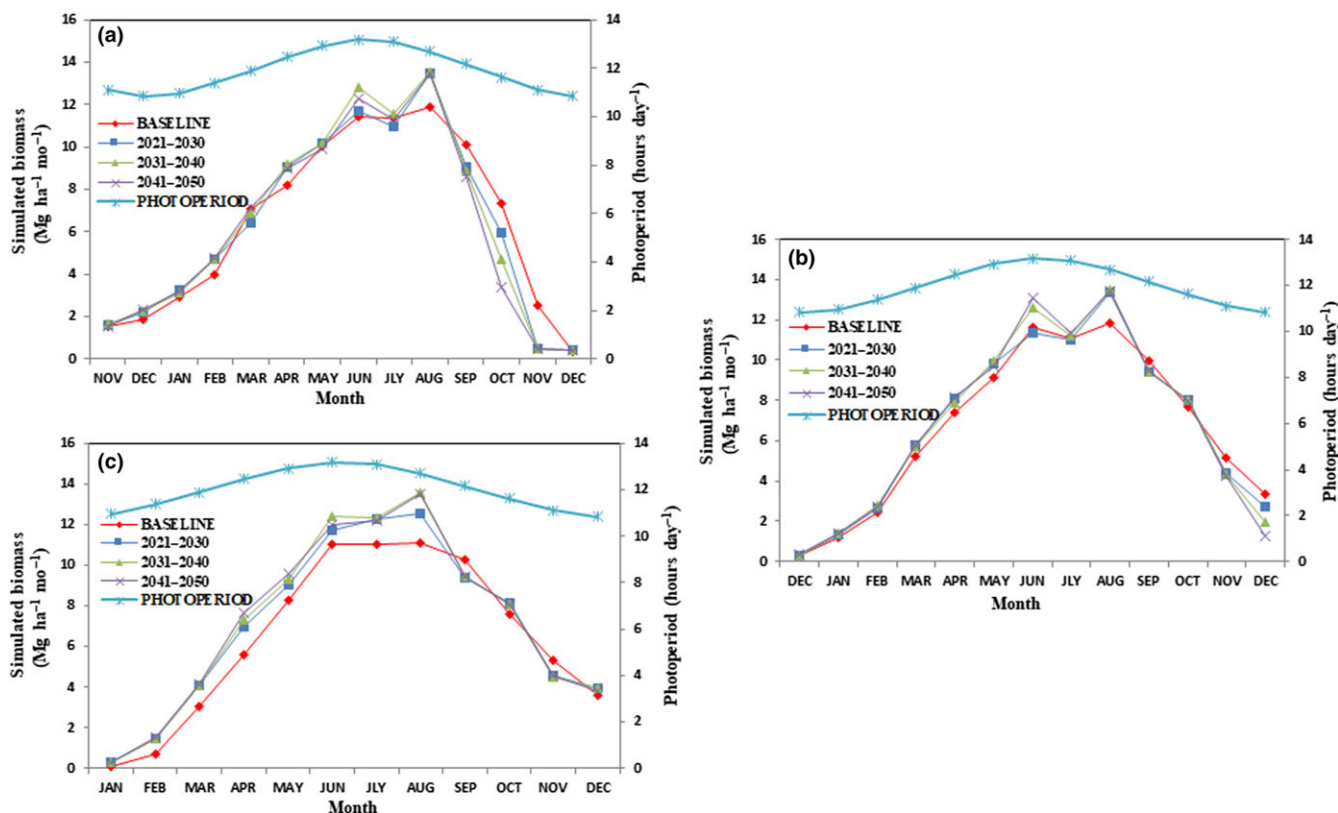 (a)
Simulated biomass
(Mg ha⁻¹ mo⁻¹)
16
14
12
10
8
6
4
2
0
BASELINE
2021–2030
2031–2040
2041–2050
PHOTOPERIOD
14
12
10
8
6
4
2
0
Photoperiod (hours day⁻¹)
NOV DEC JAN FEB MAR APR MAY JUN JLY AUG SEP OCT NOV DEC
Month
(b)
Simulated biomass
(Mg ha⁻¹ mo⁻¹)
16
14
12
10
8
6
4
2
0
BASELINE
2021–2030
2031–2040
2041–2050
PHOTOPERIOD
14
12
10
8
6
4
2
0
Photoperiod (hours day⁻¹)
DEC JAN FEB MAR APR MAY JUN JLY AUG SEP OCT NOV DEC
Month
(c)
Simulated biomass
(Mg ha⁻¹ mo⁻¹)
16
14
12
10
8
6
4
2
0
BASELINE
2021–2030
2031–2040
2041–2050
PHOTOPERIOD
14
12
10
8
6
4
2
0
Photoperiod (hours day⁻¹)
JAN FEB MAR APR MAY JUN JLY AUG SEP OCT NOV DEC
Month